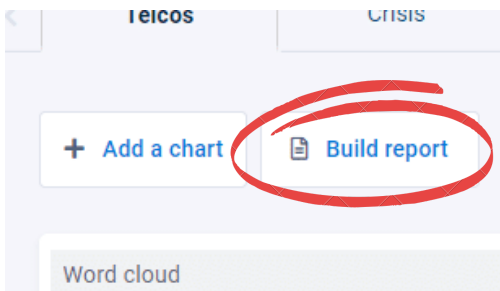 Telcos
Crisis
+ Add a chart
Build report
Word cloud